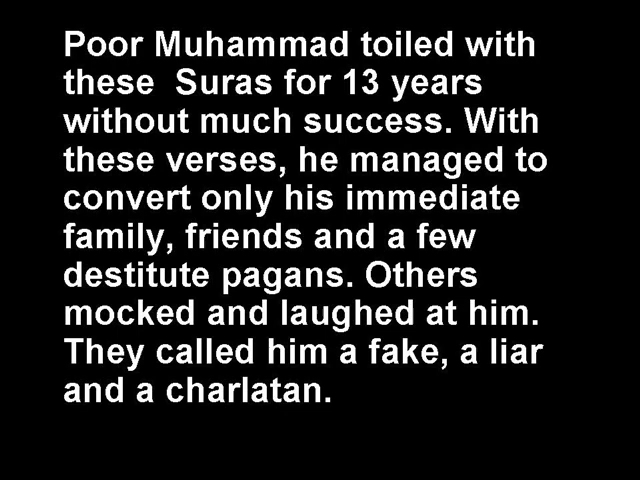 Poor Muhammad toiled with
these  Suras for 13 years
without much success. With
these verses, he managed to
convert only his immediate
family, friends and a few
destitute pagans. Others
mocked and laughed at him.
They called him a fake, a liar
and a charlatan.